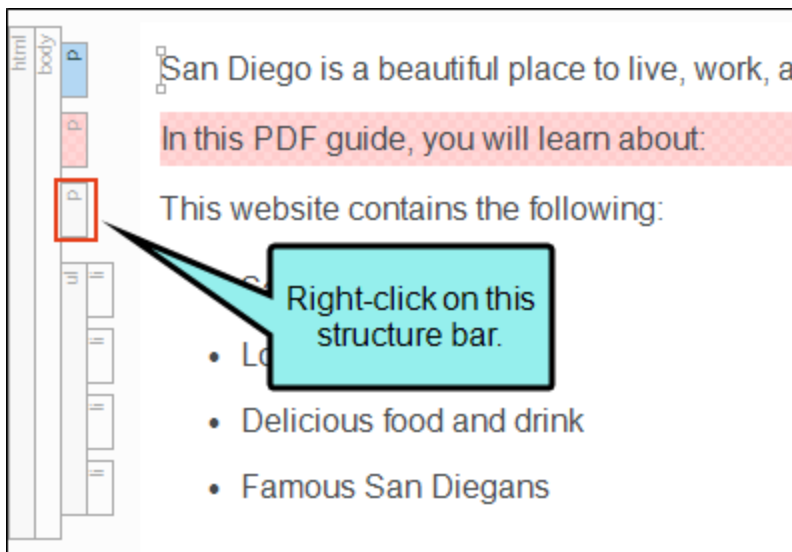 html
body
p
San Diego is a beautiful place to live, work, a
p
In this PDF guide, you will learn about:
p
This website contains the following:
ul
li
Right-click on this
structure bar.
li
• Lo
li
• Delicious food and drink
li
• Famous San Diegans